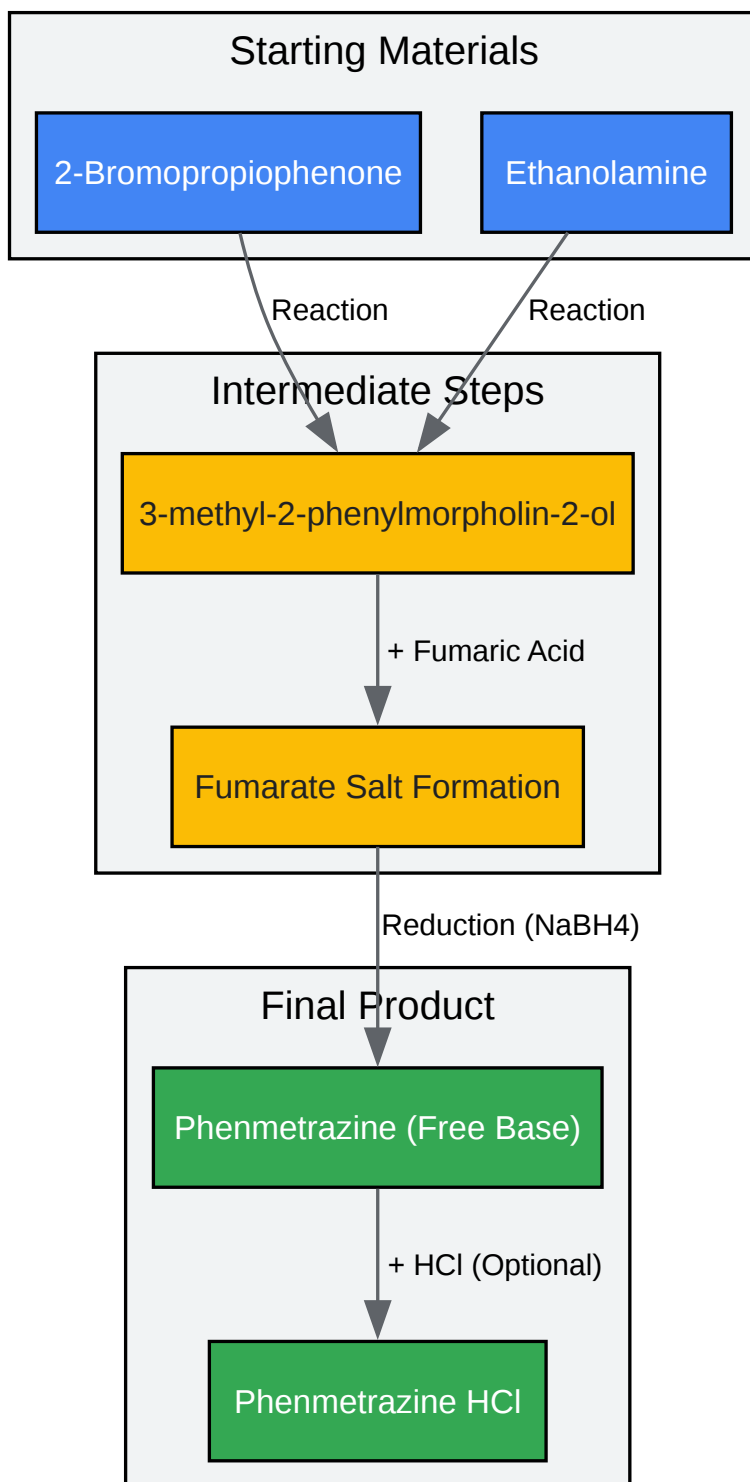 Starting Materials
2-Bromopropiophenone
Ethanolamine
Reaction
Reaction
Intermediate Steps
3-methyl-2-phenylmorpholin-2-ol
+ Fumaric Acid
Fumarate Salt Formation
Reduction (NaBH4)
Final Product
Phenmetrazine (Free Base)
+ HCl (Optional)
Phenmetrazine HCl